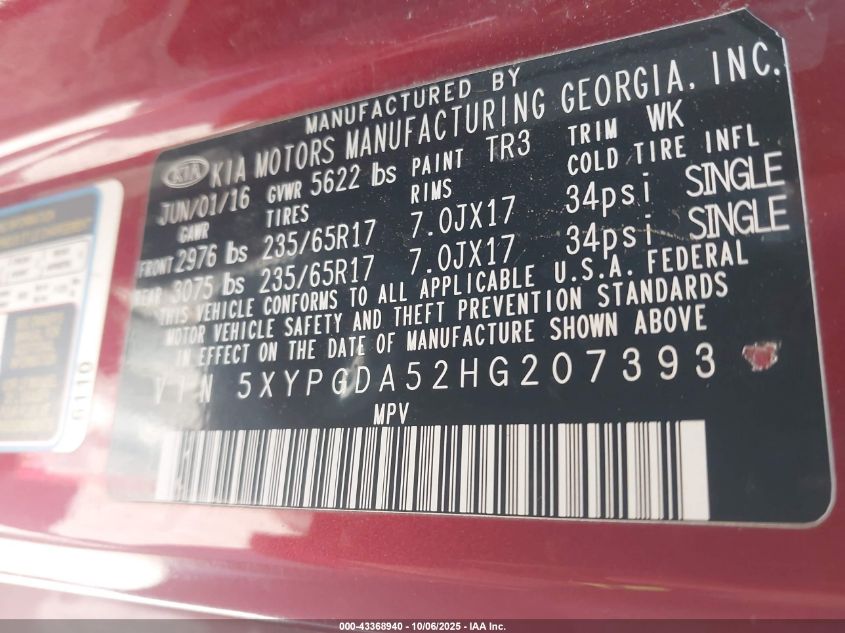 MANUFACTURED BY
KIA KIA MOTORS MANUFACTURING GEORGIA, INC.
JUN/01/16 GVWR 5622 lbs PAINT TR3 TRIM WK
GAWR TIRES RIMS COLD TIRE INFL
FRONT 2976 lbs 235/65R17 7.0JX17 34psi SINGLE
REAR 3075 lbs 235/65R17 7.0JX17 34psi SINGLE
THIS VEHICLE CONFORMS TO ALL APPLICABLE U.S.A. FEDERAL
MOTOR VEHICLE SAFETY AND THEFT PREVENTION STANDARDS
IN EFFECT ON THE DATE OF MANUFACTURE SHOWN ABOVE
VIN 5XYPGDA52HG207393
MPV
6110
000-43368940 - 10/06/2025 - IAA Inc.